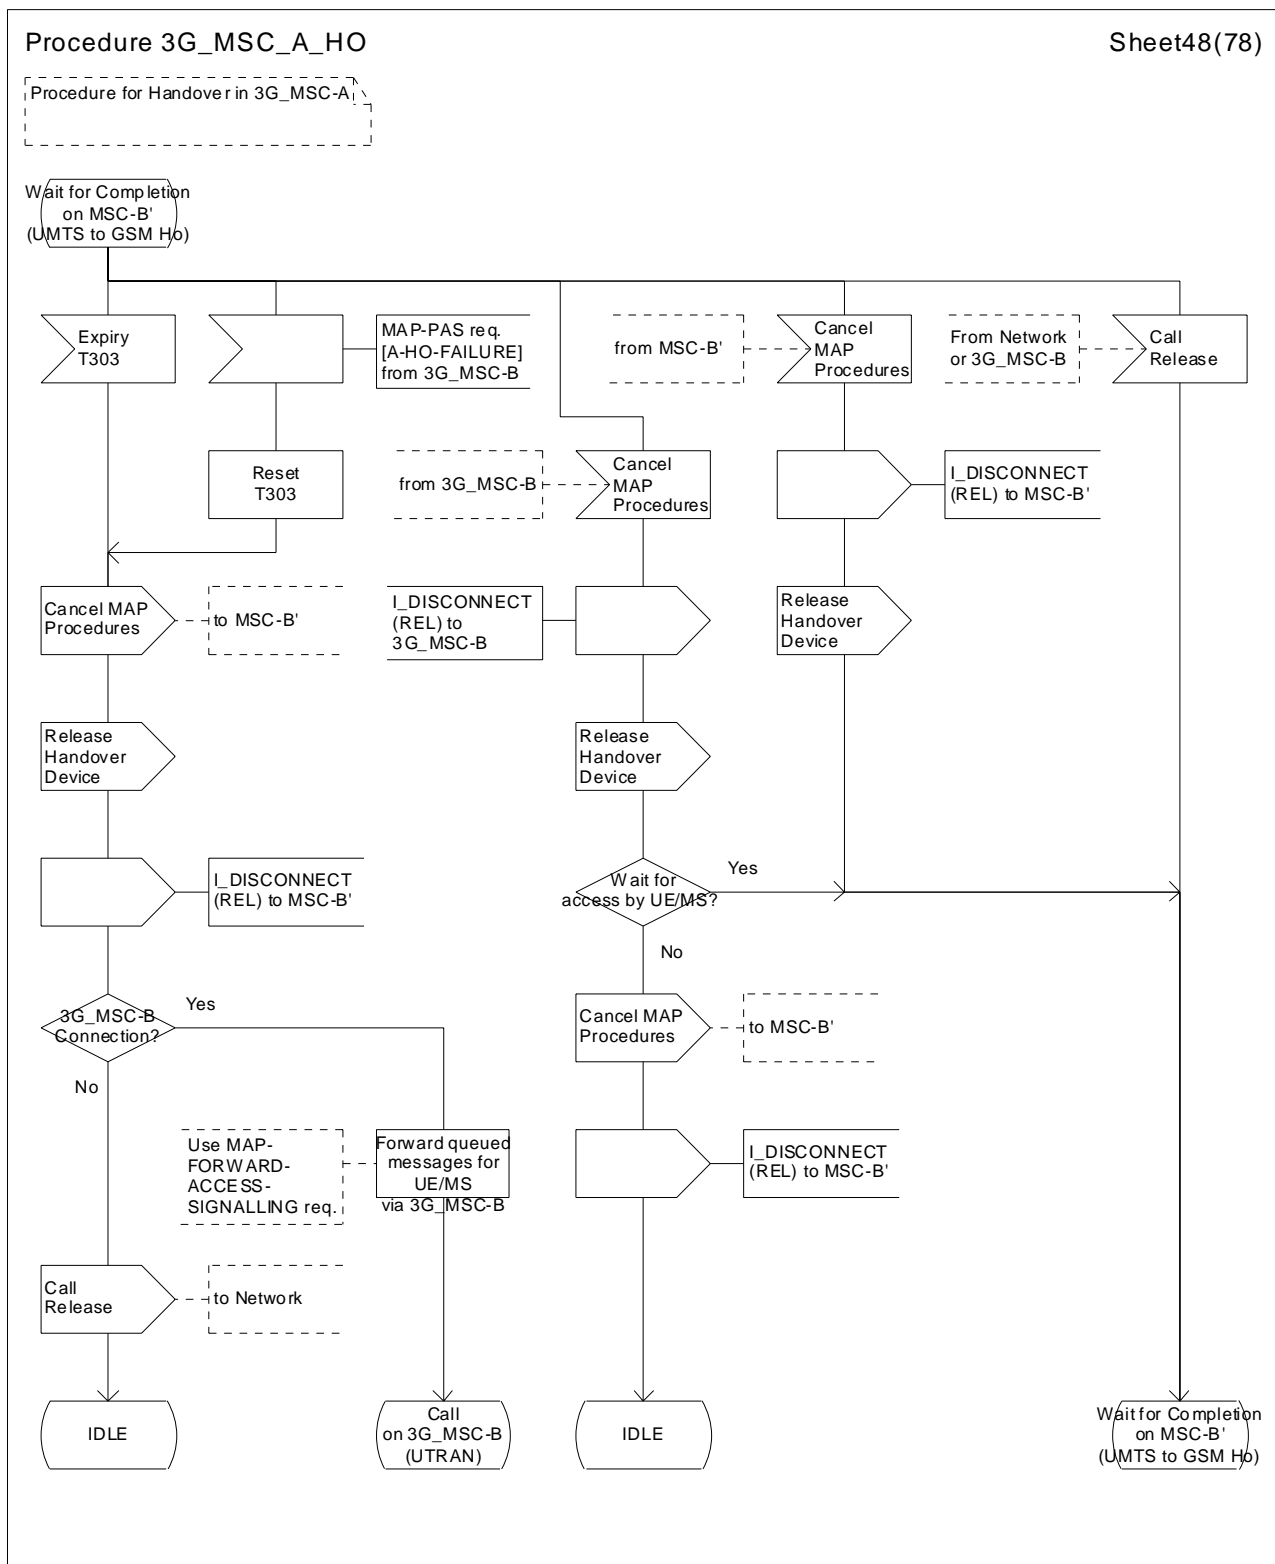 Procedure 3G_MSC_A_HO
Sheet48(78)
Procedure for Handover in 3G_MSC-A
Wait for Completion
on MSC-B'
(UMTS to GSM Ho)
Expiry
T303
MAP-PAS req.
[A-HO-FAILURE]
from 3G_MSC-B
from MSC-B'
Cancel
MAP
Procedures
From Network
or 3G_MSC-B
Call
Release
Reset
T303
from 3G_MSC-B
Cancel
MAP
Procedures
I_DISCONNECT
(REL) to MSC-B'
Cancel MAP
Procedures
to MSC-B'
I_DISCONNECT
(REL) to
3G_MSC-B
Release
Handover
Device
Release
Handover
Device
Release
Handover
Device
I_DISCONNECT
(REL) to MSC-B'
Wait for
access by UE/MS?
Yes
No
3G_MSC-B
Connection?
Yes
No
Cancel MAP
Procedures
to MSC-B'
Use MAP-
FORWARD-
ACCESS-
SIGNALLING req.
Forward queued
messages for
UE/MS
via 3G_MSC-B
I_DISCONNECT
(REL) to MSC-B'
Call
Release
to Network
IDLE
Call
on 3G_MSC-B
(UTRAN)
IDLE
Wait for Completion
on MSC-B'
(UMTS to GSM Ho)